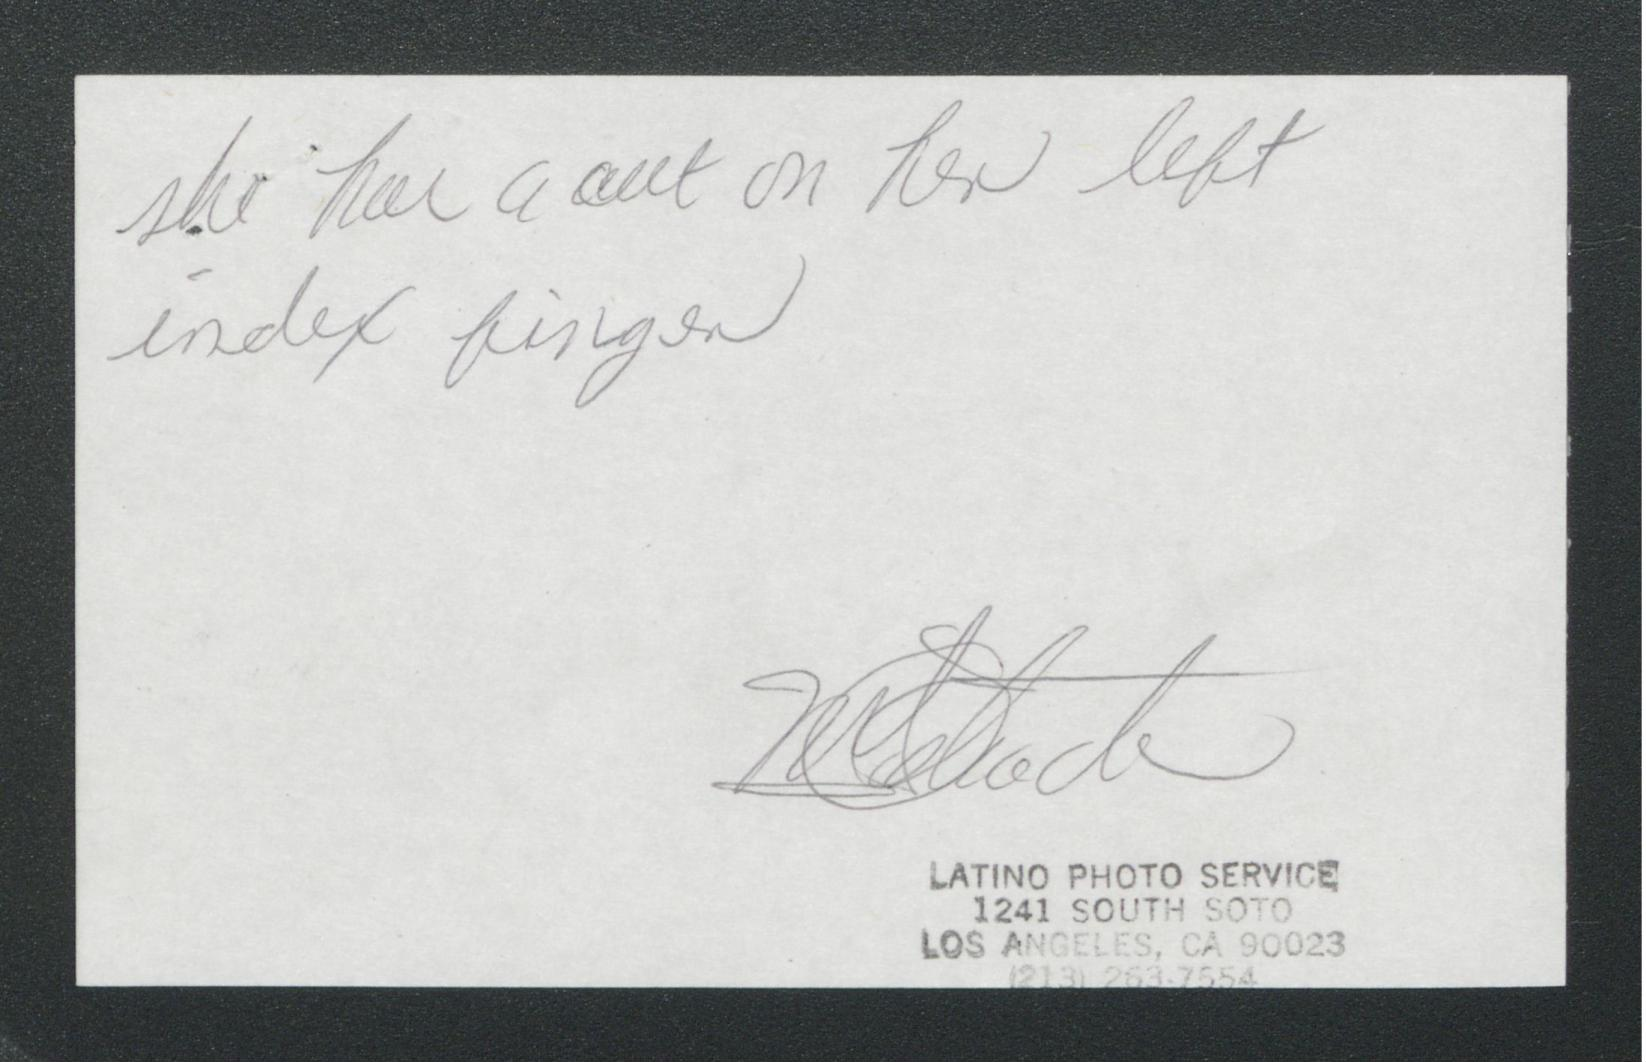 she has a cut on her left
index finger
LATINO PHOTO SERVICE
1241 SOUTH SOTO
LOS ANGELES, CA 90023
(213) 263-7554